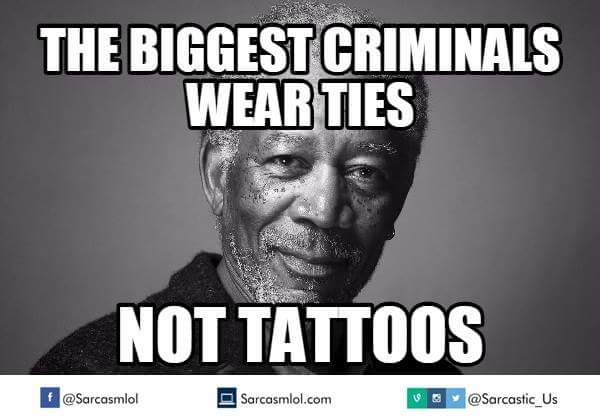 THE BIGGEST CRIMINALS
WEAR TIES
NOT TATTOOS
@Sarcasmlol Sarcasmlol.com @Sarcastic_Us